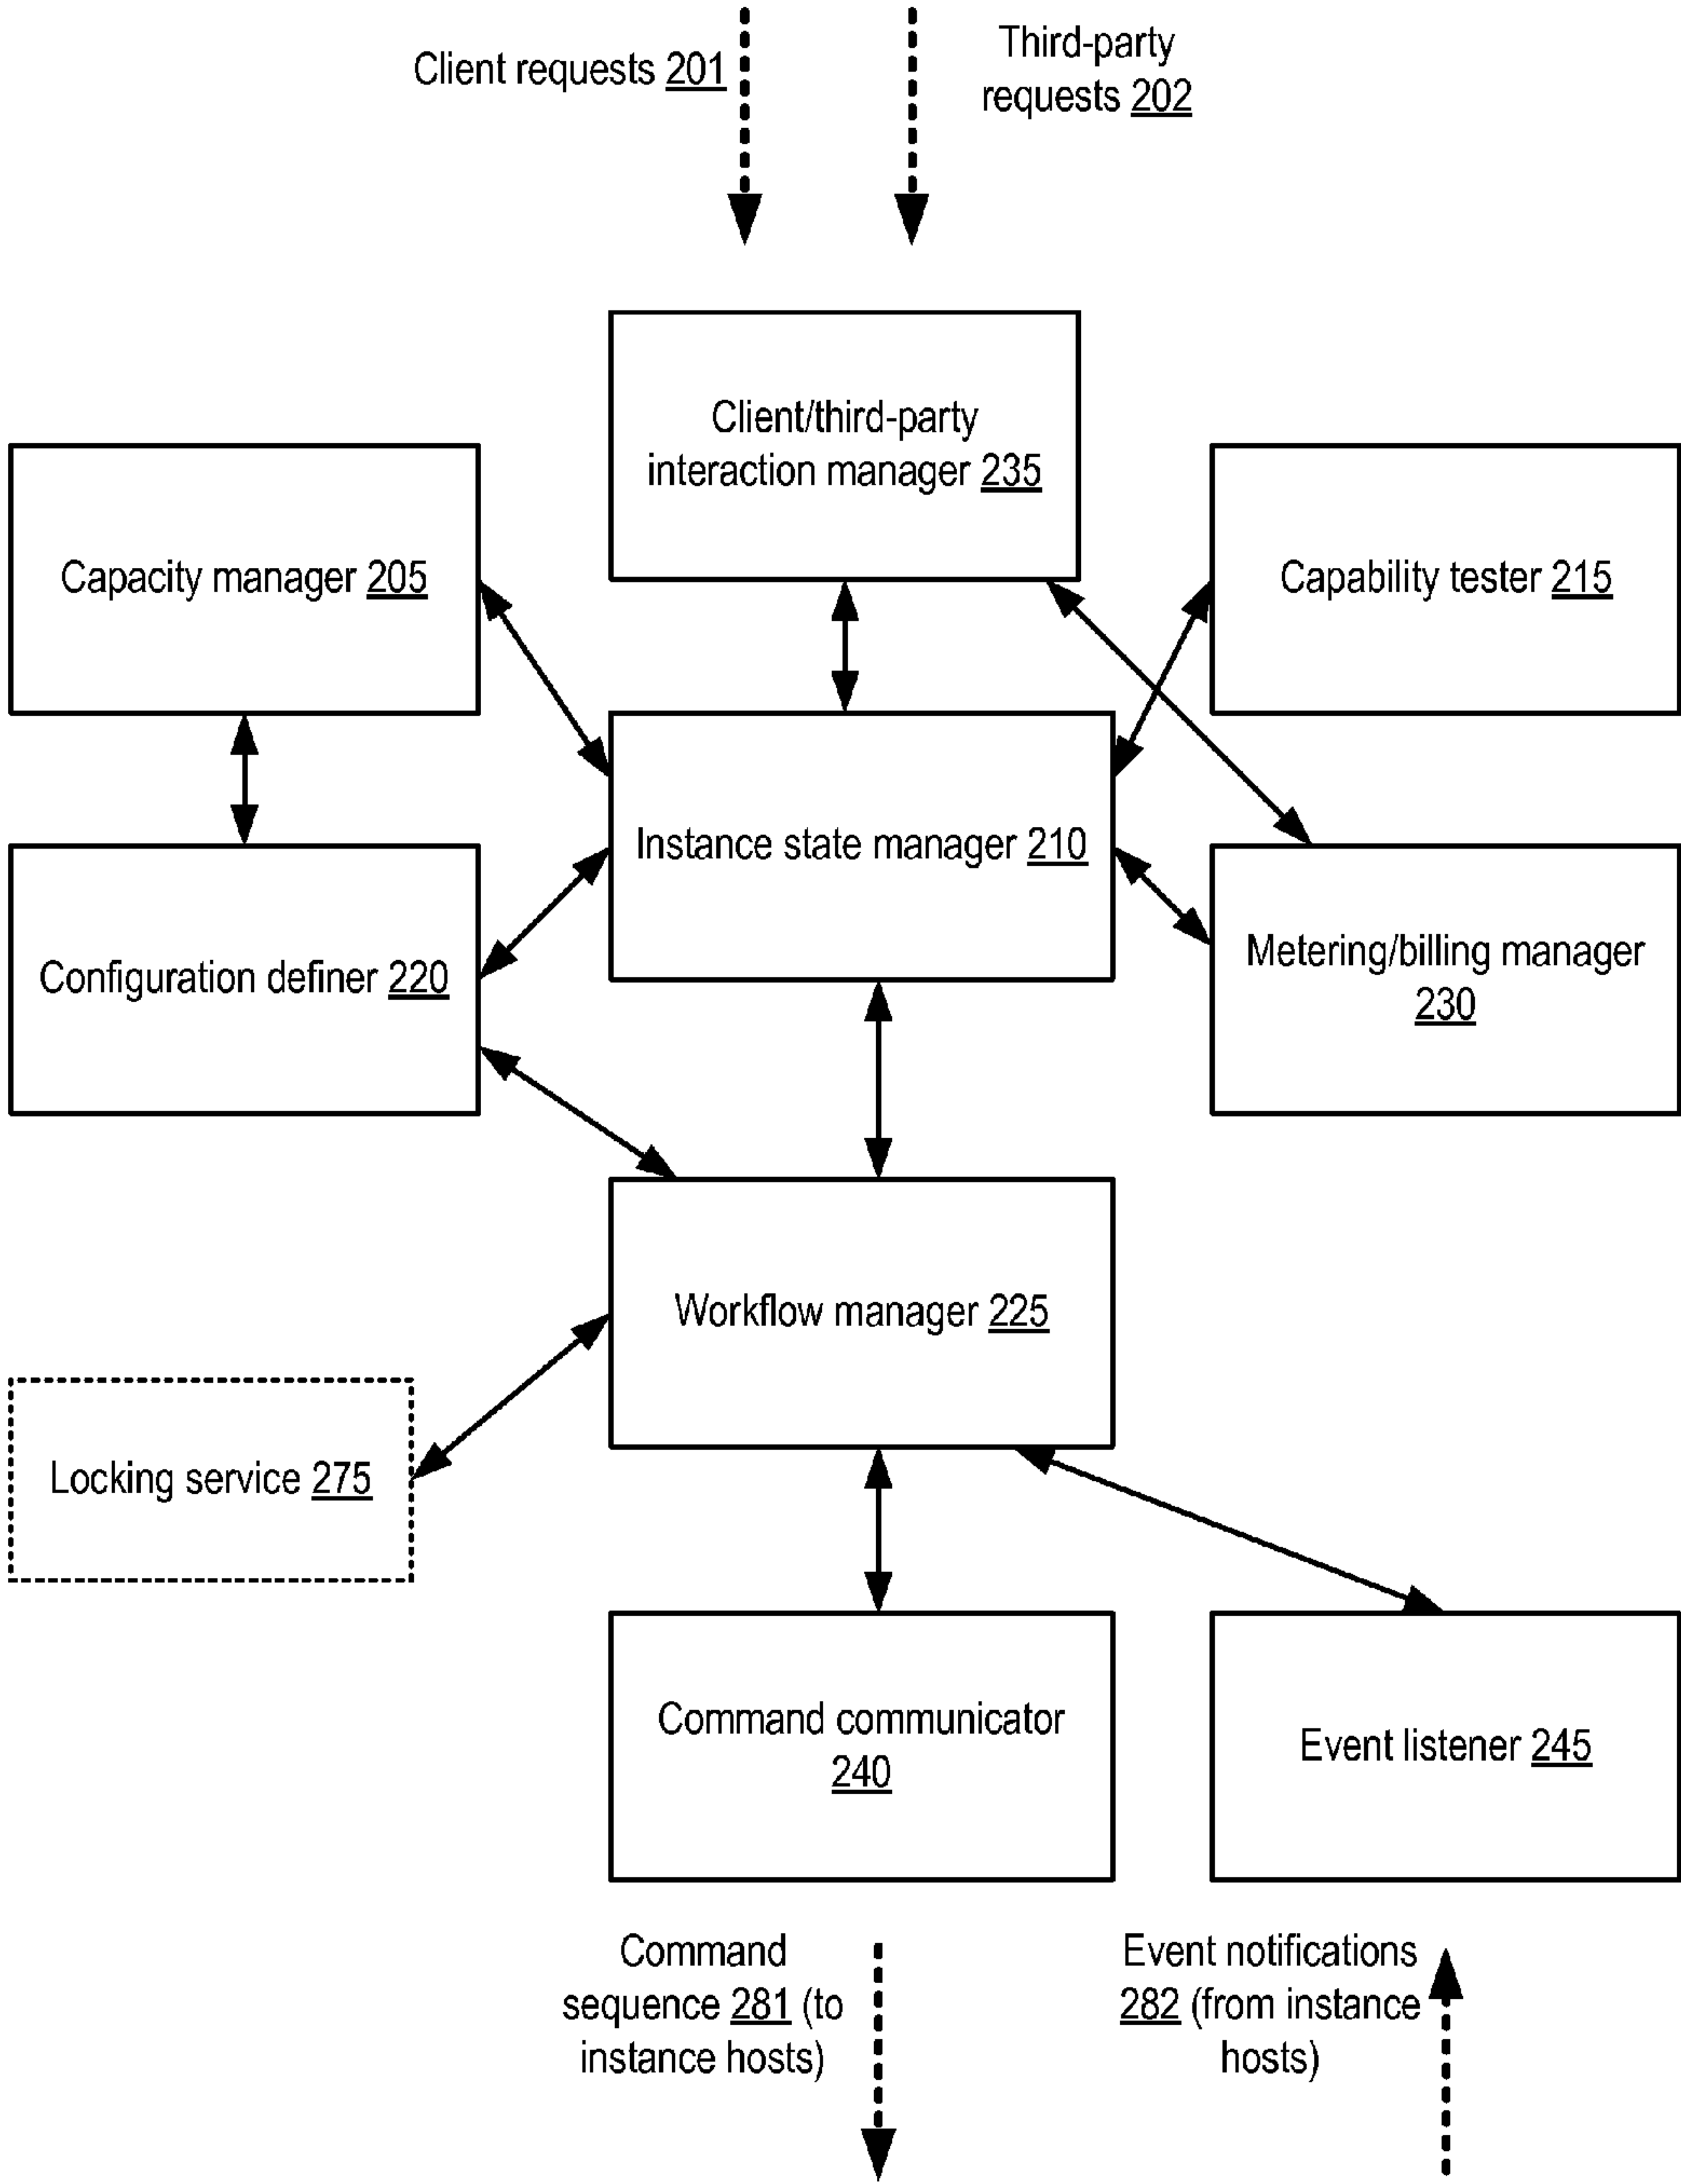 Client requests 201
Third-party
requests 202
Client/third-party
interaction manager 235
Capacity manager 205
Capability tester 215
Instance state manager 210
Configuration definer 220
Metering/billing manager
230
Workflow manager 225
Locking service 275
Command communicator
240
Event listener 245
Command
sequence 281 (to
instance hosts)
Event notifications
282 (from instance
hosts)